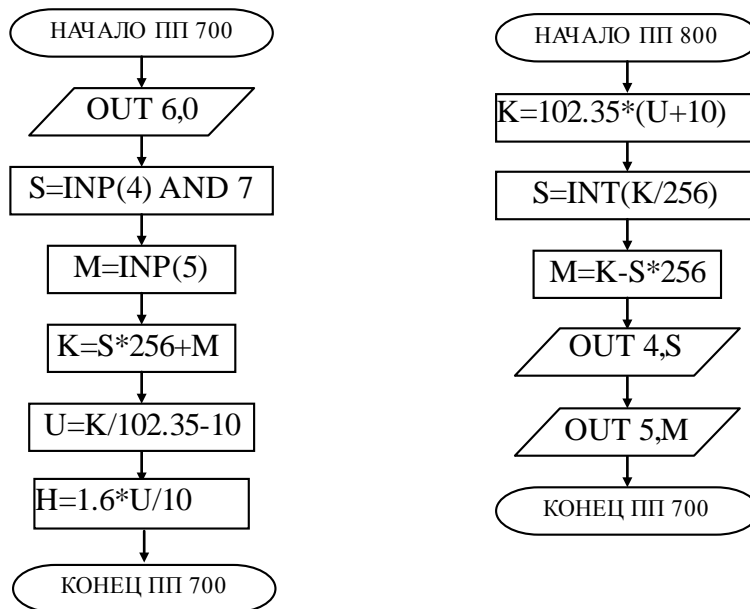 НАЧАЛО ПП 700
OUT 6,0
S=INP(4) AND 7
M=INP(5)
K=S*256+M
U=K/102.35-10
H=1.6*U/10
КОНЕЦ ПП 700
НАЧАЛО ПП 800
K=102.35*(U+10)
S=INT(K/256)
M=K-S*256
OUT 4,S
OUT 5,M
КОНЕЦ ПП 700